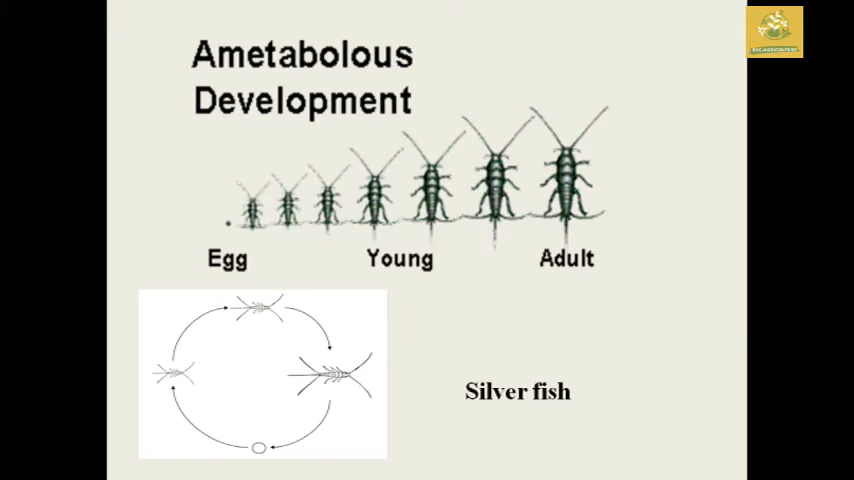 Ametabolous
Development
Egg
Young
Adult
Silver fish